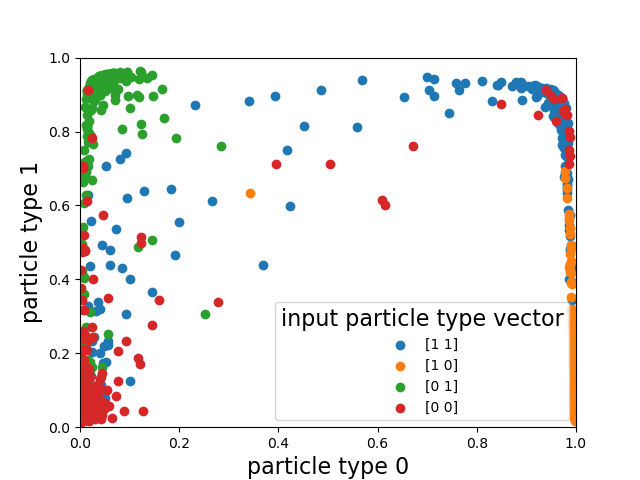 1.0
0.8
0.6
0.4
0.2
0.0
particle type 1
input particle type vector
[1 1]
[1 0]
[0 1]
[0 0]
0.0 0.2 0.4 0.6 0.8 1.0
particle type 0